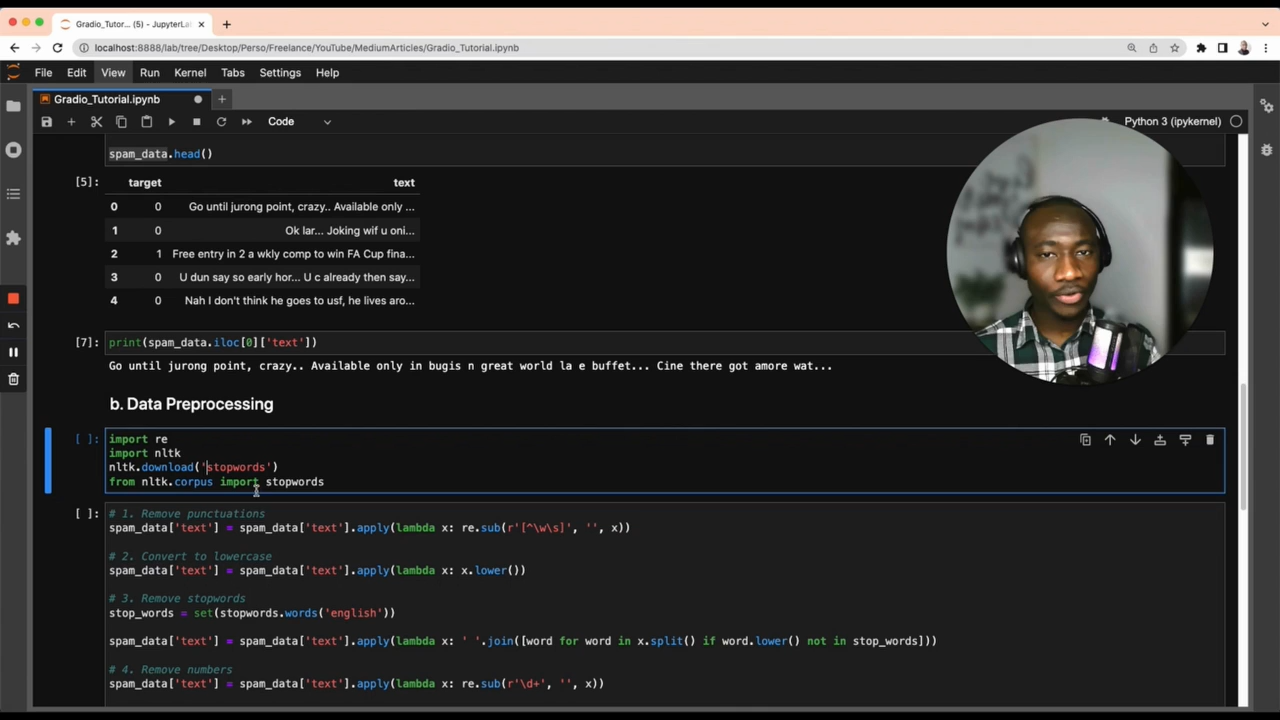 Gradio_Tutor... (5) - JupyterLa
localhost:8888/lab/tree/Desktop/Perso/Freelance/YouTube/MediumArticles/Gradio_Tutorial.ipynb
File Edit View Run Kernel Tabs Settings Help
Gradio_Tutorial.ipynb
Code
Python 3 (ipykernel)
spam_data.head()
[5]:
target text
0 0 Go until jurong point, crazy.. Available only ...
1 0 Ok lar... Joking wif u oni...
2 1 Free entry in 2 a wkly comp to win FA Cup fina...
3 0 U dun say so early hor... U c already then say...
4 0 Nah I don't think he goes to usf, he lives aro...
[7]: print(spam_data.iloc[0]['text'])
Go until jurong point, crazy.. Available only in bugis n great world la e buffet... Cine there got amore wat...
b. Data Preprocessing
[ ]: import re
import nltk
nltk.download('stopwords')
from nltk.corpus import stopwords
[ ]: # 1. Remove punctuations
spam_data['text'] = spam_data['text'].apply(lambda x: re.sub(r'[^\w\s]', '', x))
# 2. Convert to lowercase
spam_data['text'] = spam_data['text'].apply(lambda x: x.lower())
# 3. Remove stopwords
stop_words = set(stopwords.words('english'))
spam_data['text'] = spam_data['text'].apply(lambda x: ' '.join([word for word in x.split() if word.lower() not in stop_words]))
# 4. Remove numbers
spam_data['text'] = spam_data['text'].apply(lambda x: re.sub(r'\d+', '', x))